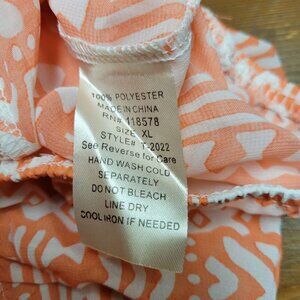 100% POLYESTER
MADE IN CHINA
RN# 118578
SIZE: XL
STYLE# T-2022
See Reverse for Care
HAND WASH COLD
SEPARATELY
DO NOT BLEACH
LINE DRY
COOL IRON IF NEEDED